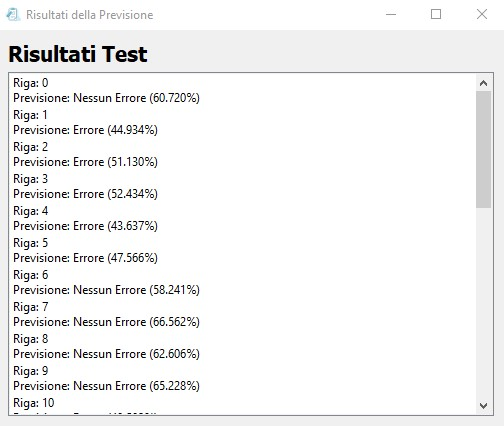 Risultati della Previsione
Risultati Test
Riga: 0
Previsione: Nessun Errore (60.720%)
Riga: 1
Previsione: Errore (44.934%)
Riga: 2
Previsione: Errore (51.130%)
Riga: 3
Previsione: Errore (52.434%)
Riga: 4
Previsione: Errore (43.637%)
Riga: 5
Previsione: Errore (47.566%)
Riga: 6
Previsione: Nessun Errore (58.241%)
Riga: 7
Previsione: Nessun Errore (66.562%)
Riga: 8
Previsione: Nessun Errore (62.606%)
Riga: 9
Previsione: Nessun Errore (65.228%)
Riga: 10